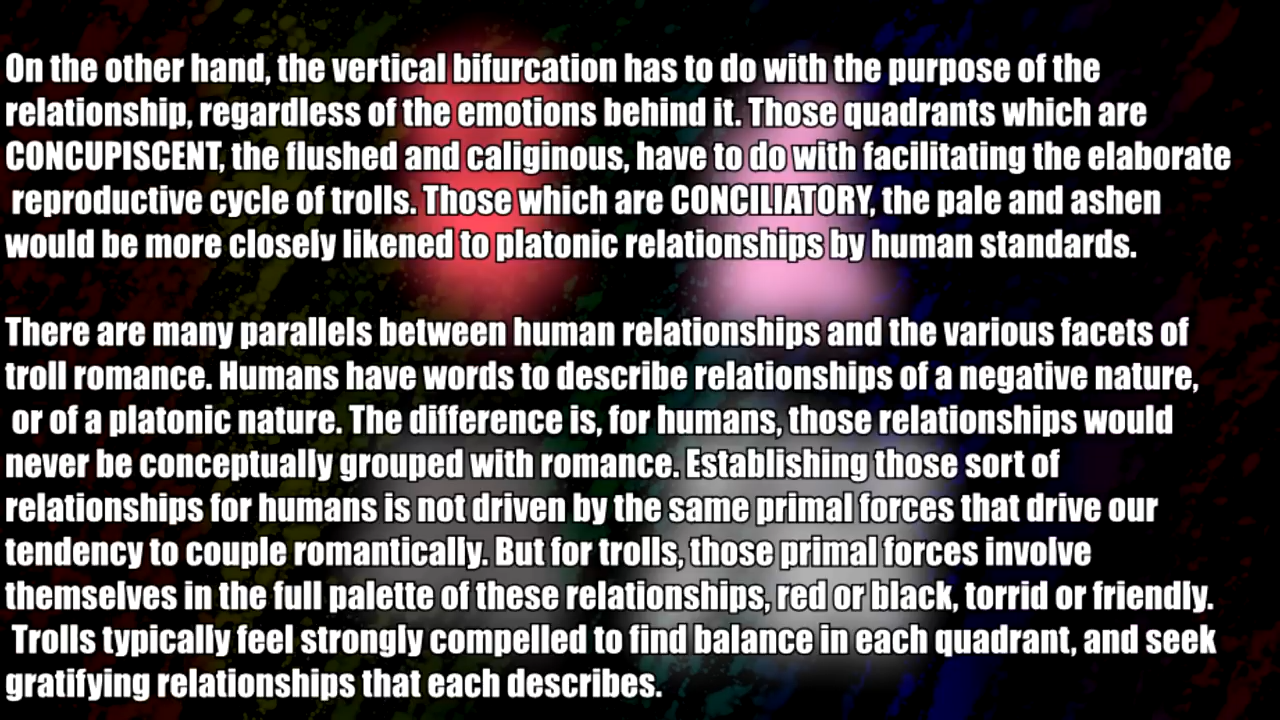 On the other hand, the vertical bifurcation has to do with the purpose of the
relationship, regardless of the emotions behind it. Those quadrants which are
CONCUPISCENT, the flushed and caliginous, have to do with facilitating the elaborate
reproductive cycle of trolls. Those which are CONCILIATORY, the pale and ashen
would be more closely likened to platonic relationships by human standards.
There are many parallels between human relationships and the various facets of
troll romance. Humans have words to describe relationships of a negative nature,
or of a platonic nature. The difference is, for humans, those relationships would
never be conceptually grouped with romance. Establishing those sort of
relationships for humans is not driven by the same primal forces that drive our
tendency to couple romantically. But for trolls, those primal forces involve
themselves in the full palette of these relationships, red or black, torrid or friendly.
Trolls typically feel strongly compelled to find balance in each quadrant, and seek
gratifying relationships that each describes.